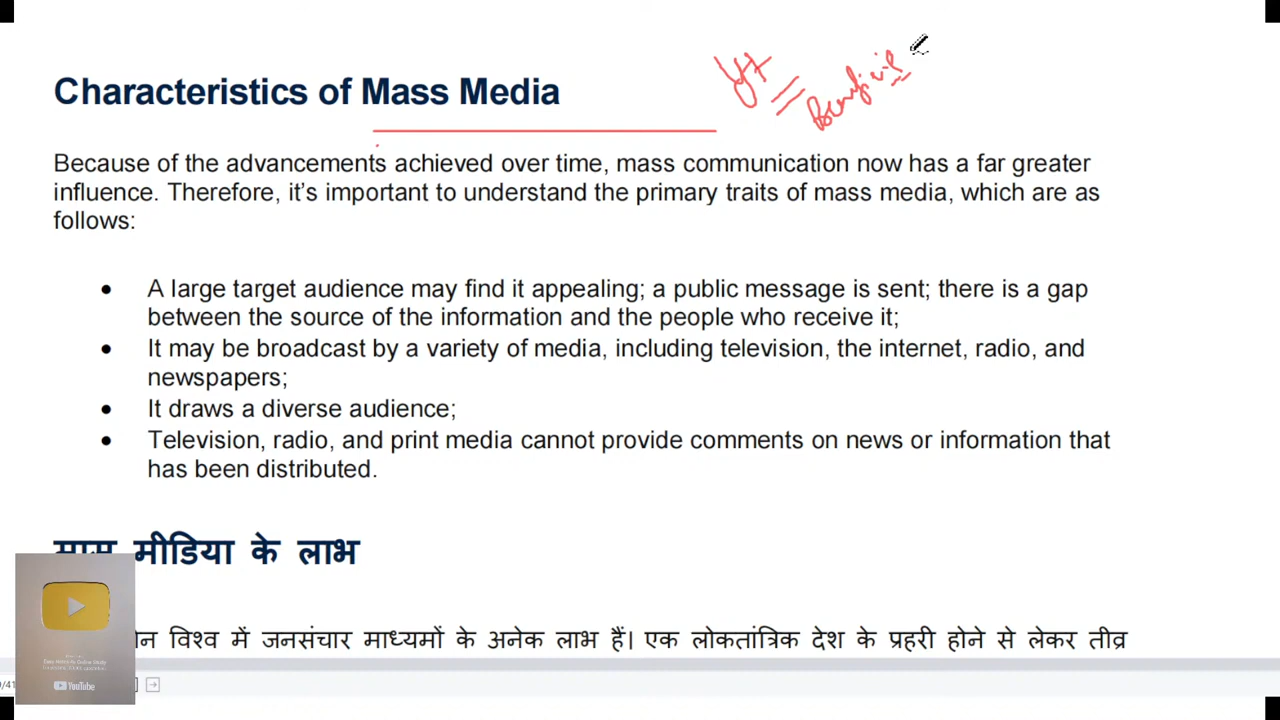 Characteristics of Mass Media
Because of the advancements achieved over time, mass communication now has a far greater
influence. Therefore, it’s important to understand the primary traits of mass media, which are as
follows:
• A large target audience may find it appealing; a public message is sent; there is a gap
between the source of the information and the people who receive it;
• It may be broadcast by a variety of media, including television, the internet, radio, and
newspapers;
• It draws a diverse audience;
• Television, radio, and print media cannot provide comments on news or information that
has been distributed.
मास मीडिया के लाभ
विश्व में जनसंचार माध्यमों के अनेक लाभ हैं। एक लोकतांत्रिक देश के प्रहरी होने से लेकर तीव्र
YouTube